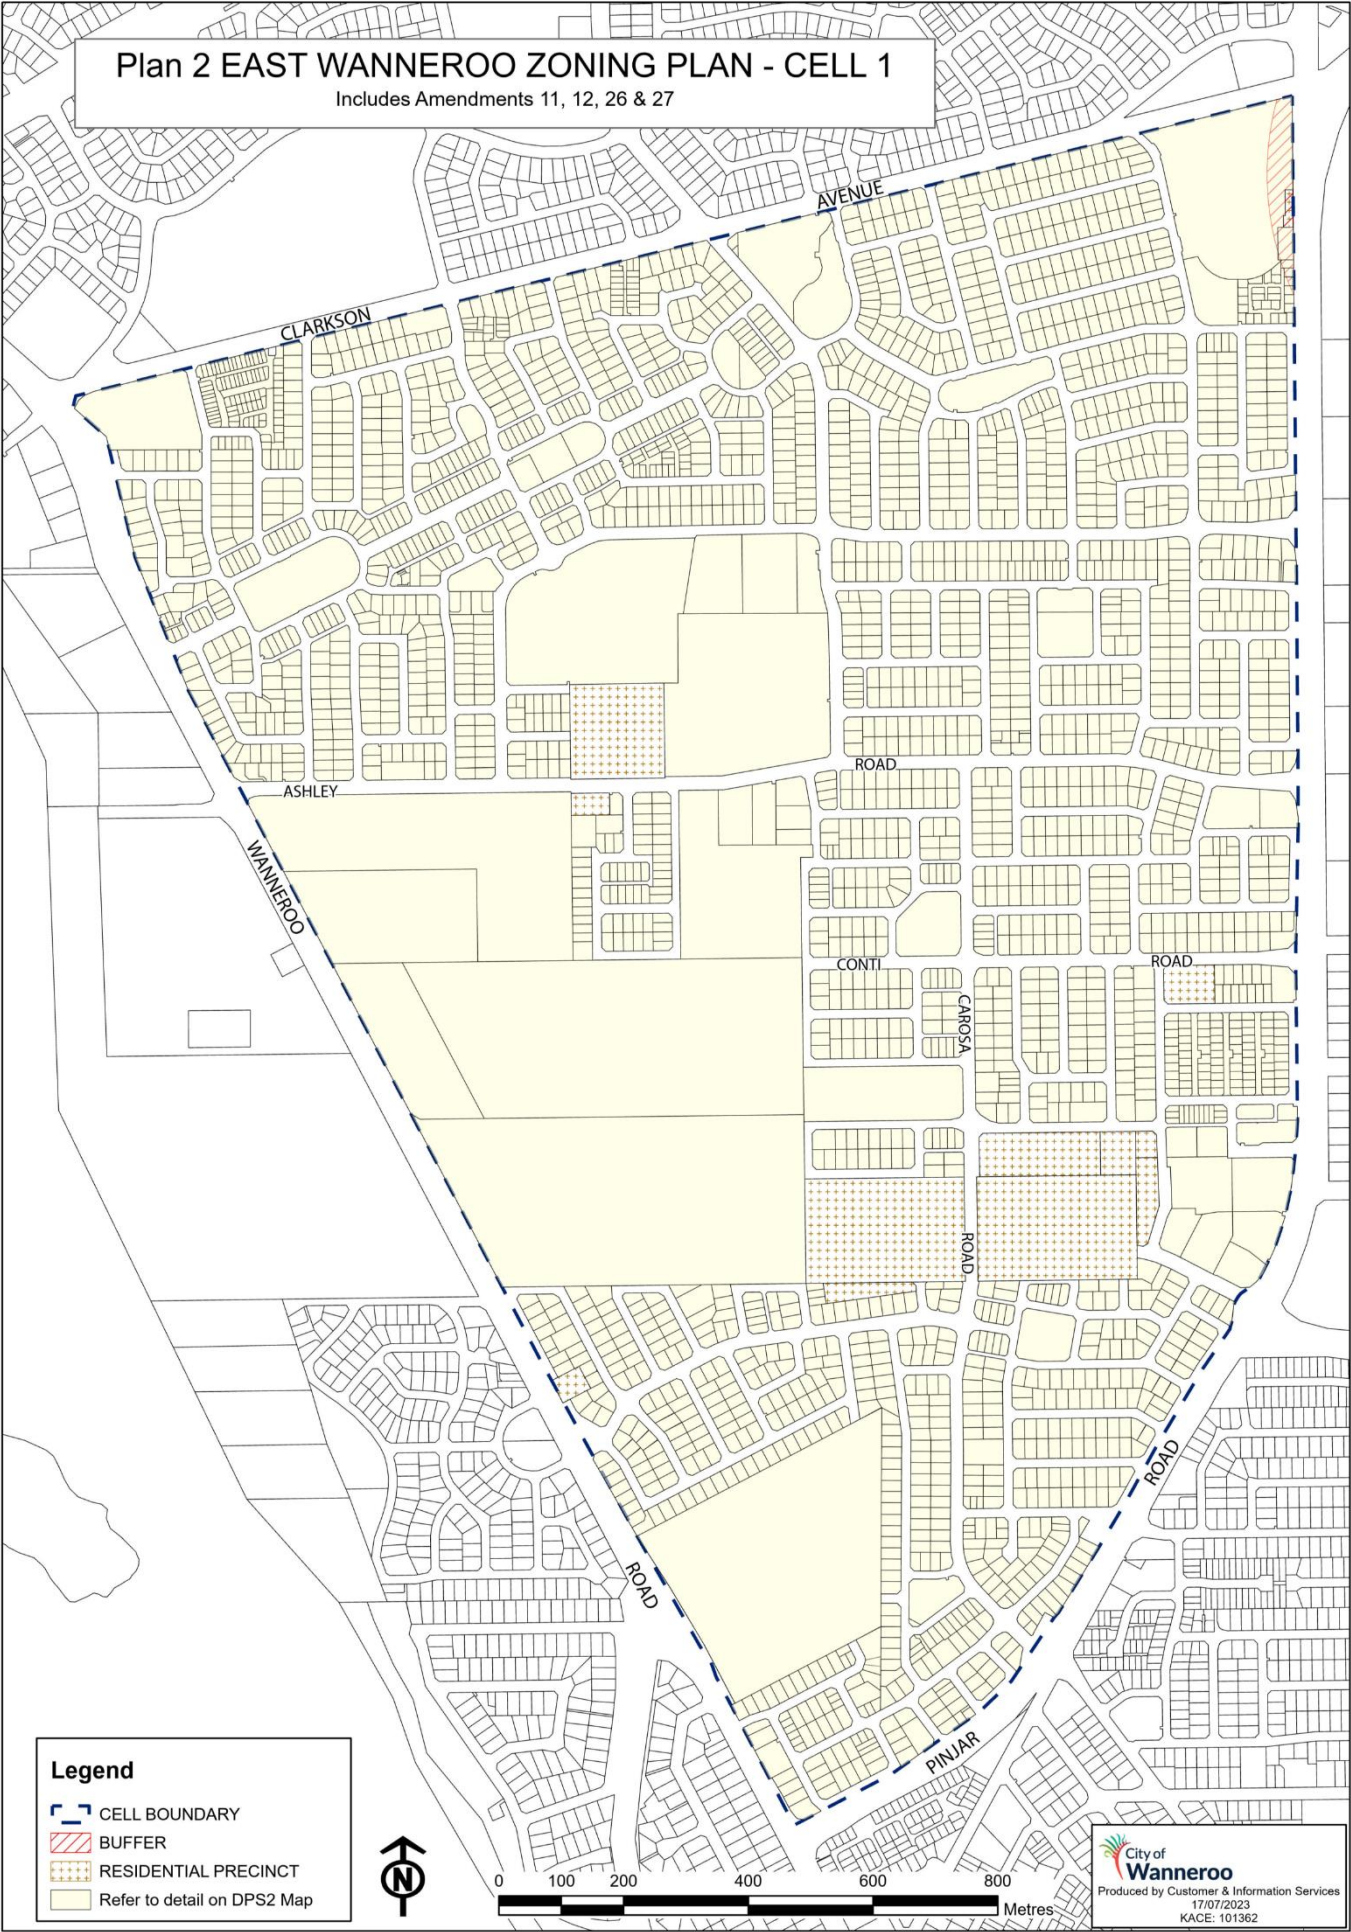 Plan 2 EAST WANNEROO ZONING PLAN - CELL 1
Includes Amendments 11, 12, 26 & 27
AVENUE
CLARKSON
ROAD
ASHLEY
WANNEROO
CONTI
ROAD
CAROSA
ROAD
ROAD
ROAD
PINJAR
Legend
CELL BOUNDARY
BUFFER
RESIDENTIAL PRECINCT
Refer to detail on DPS2 Map
N
0 100 200 400 600 800
Metres
City of
Wanneroo
Produced by Customer & Information Services
17/07/2023
KACE: 101362